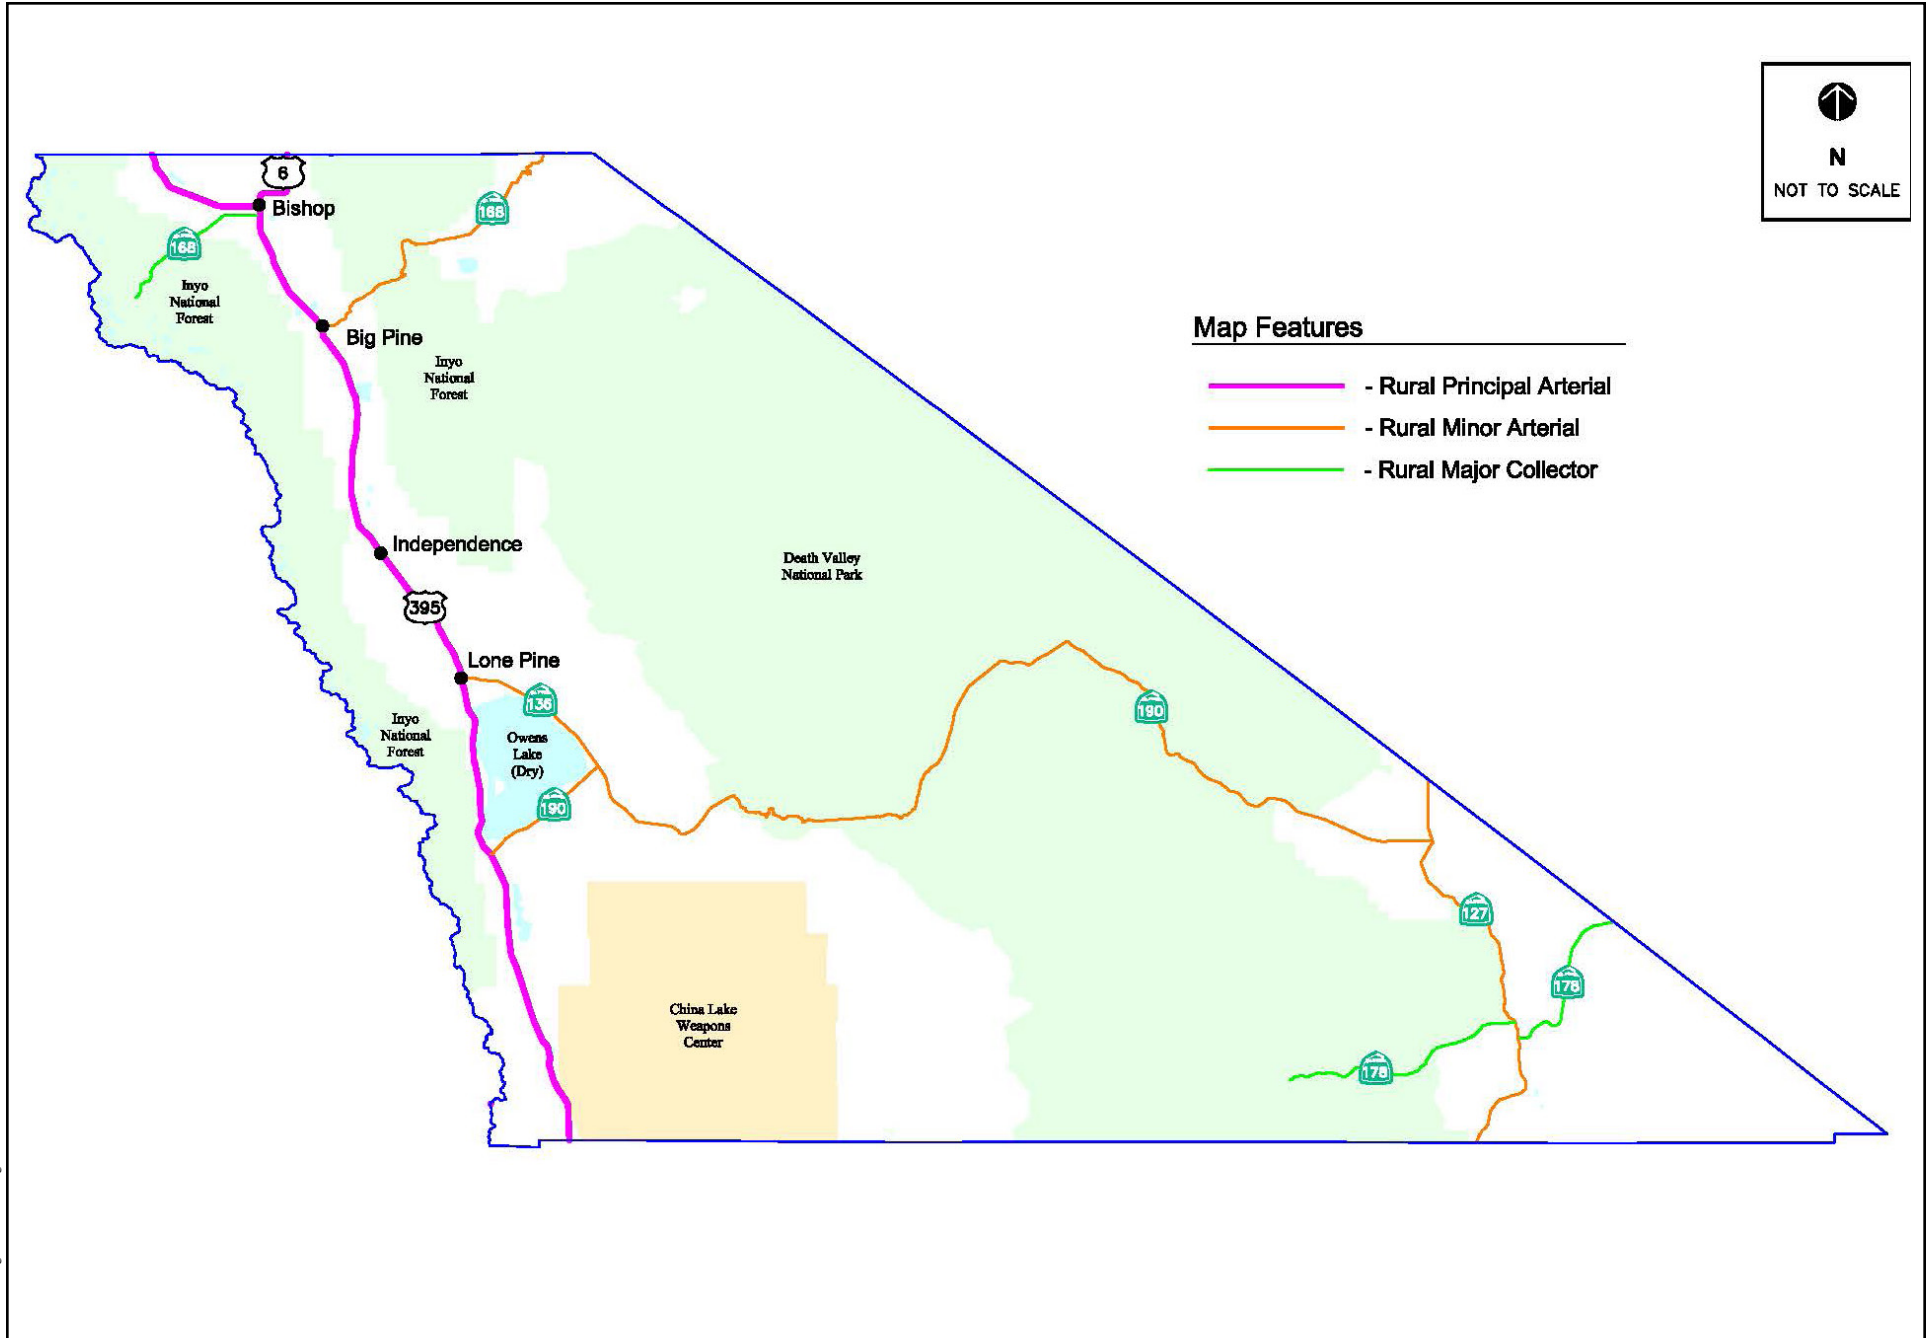 N
NOT TO SCALE
6
Bishop
168
168
Inyo
National
Forest
Big Pine
Inyo
National
Forest
Map Features
- Rural Principal Arterial
- Rural Minor Arterial
- Rural Major Collector
Independence
Death Valley
National Park
395
Lone Pine
136
190
Inyo
National
Forest
Owens
Lake
(Dry)
190
127
178
China Lake
Weapons
Center
178